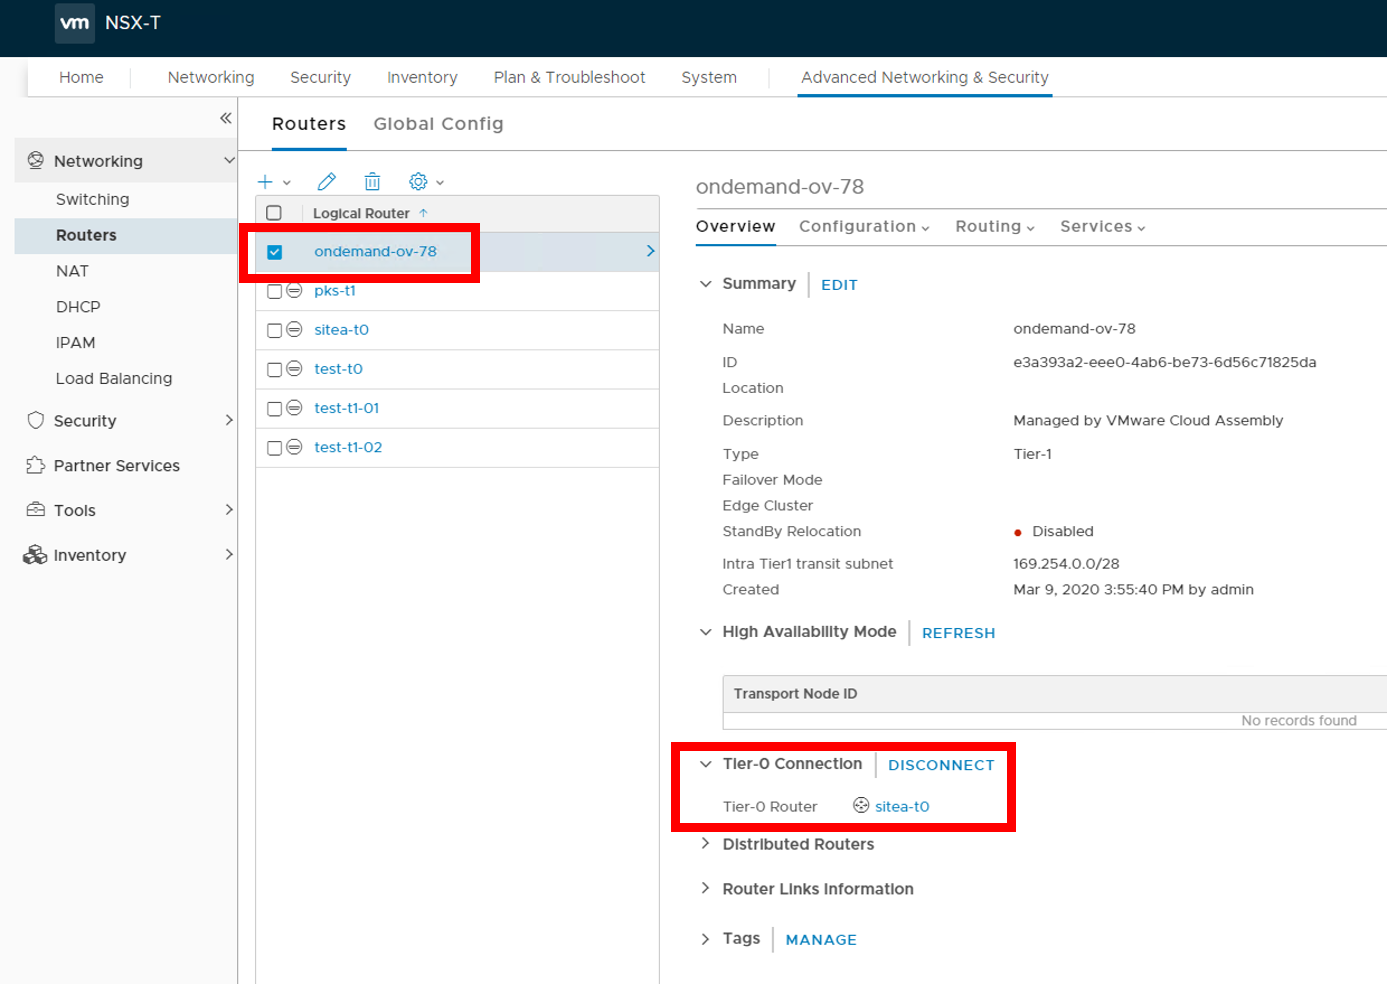 vm NSX-T
Home Networking Security Inventory Plan & Troubleshoot System Advanced Networking & Security
Routers Global Config
Networking
Switching
Routers
NAT
DHCP
IPAM
Load Balancing
Security
Partner Services
Tools
Inventory
Logical Router
ondemand-ov-78
pks-t1
sitea-t0
test-t0
test-t1-01
test-t1-02
ondemand-ov-78
Overview Configuration Routing Services
Summary EDIT
Name ondemand-ov-78
ID e3a393a2-eee0-4ab6-be73-6d56c71825da
Location
Description Managed by VMware Cloud Assembly
Type Tier-1
Failover Mode
Edge Cluster
StandBy Relocation Disabled
Intra Tier1 transit subnet 169.254.0.0/28
Created Mar 9, 2020 3:55:40 PM by admin
High Availability Mode REFRESH
Transport Node ID
No records found
Tier-0 Connection DISCONNECT
Tier-0 Router sitea-t0
Distributed Routers
Router Links Information
Tags MANAGE